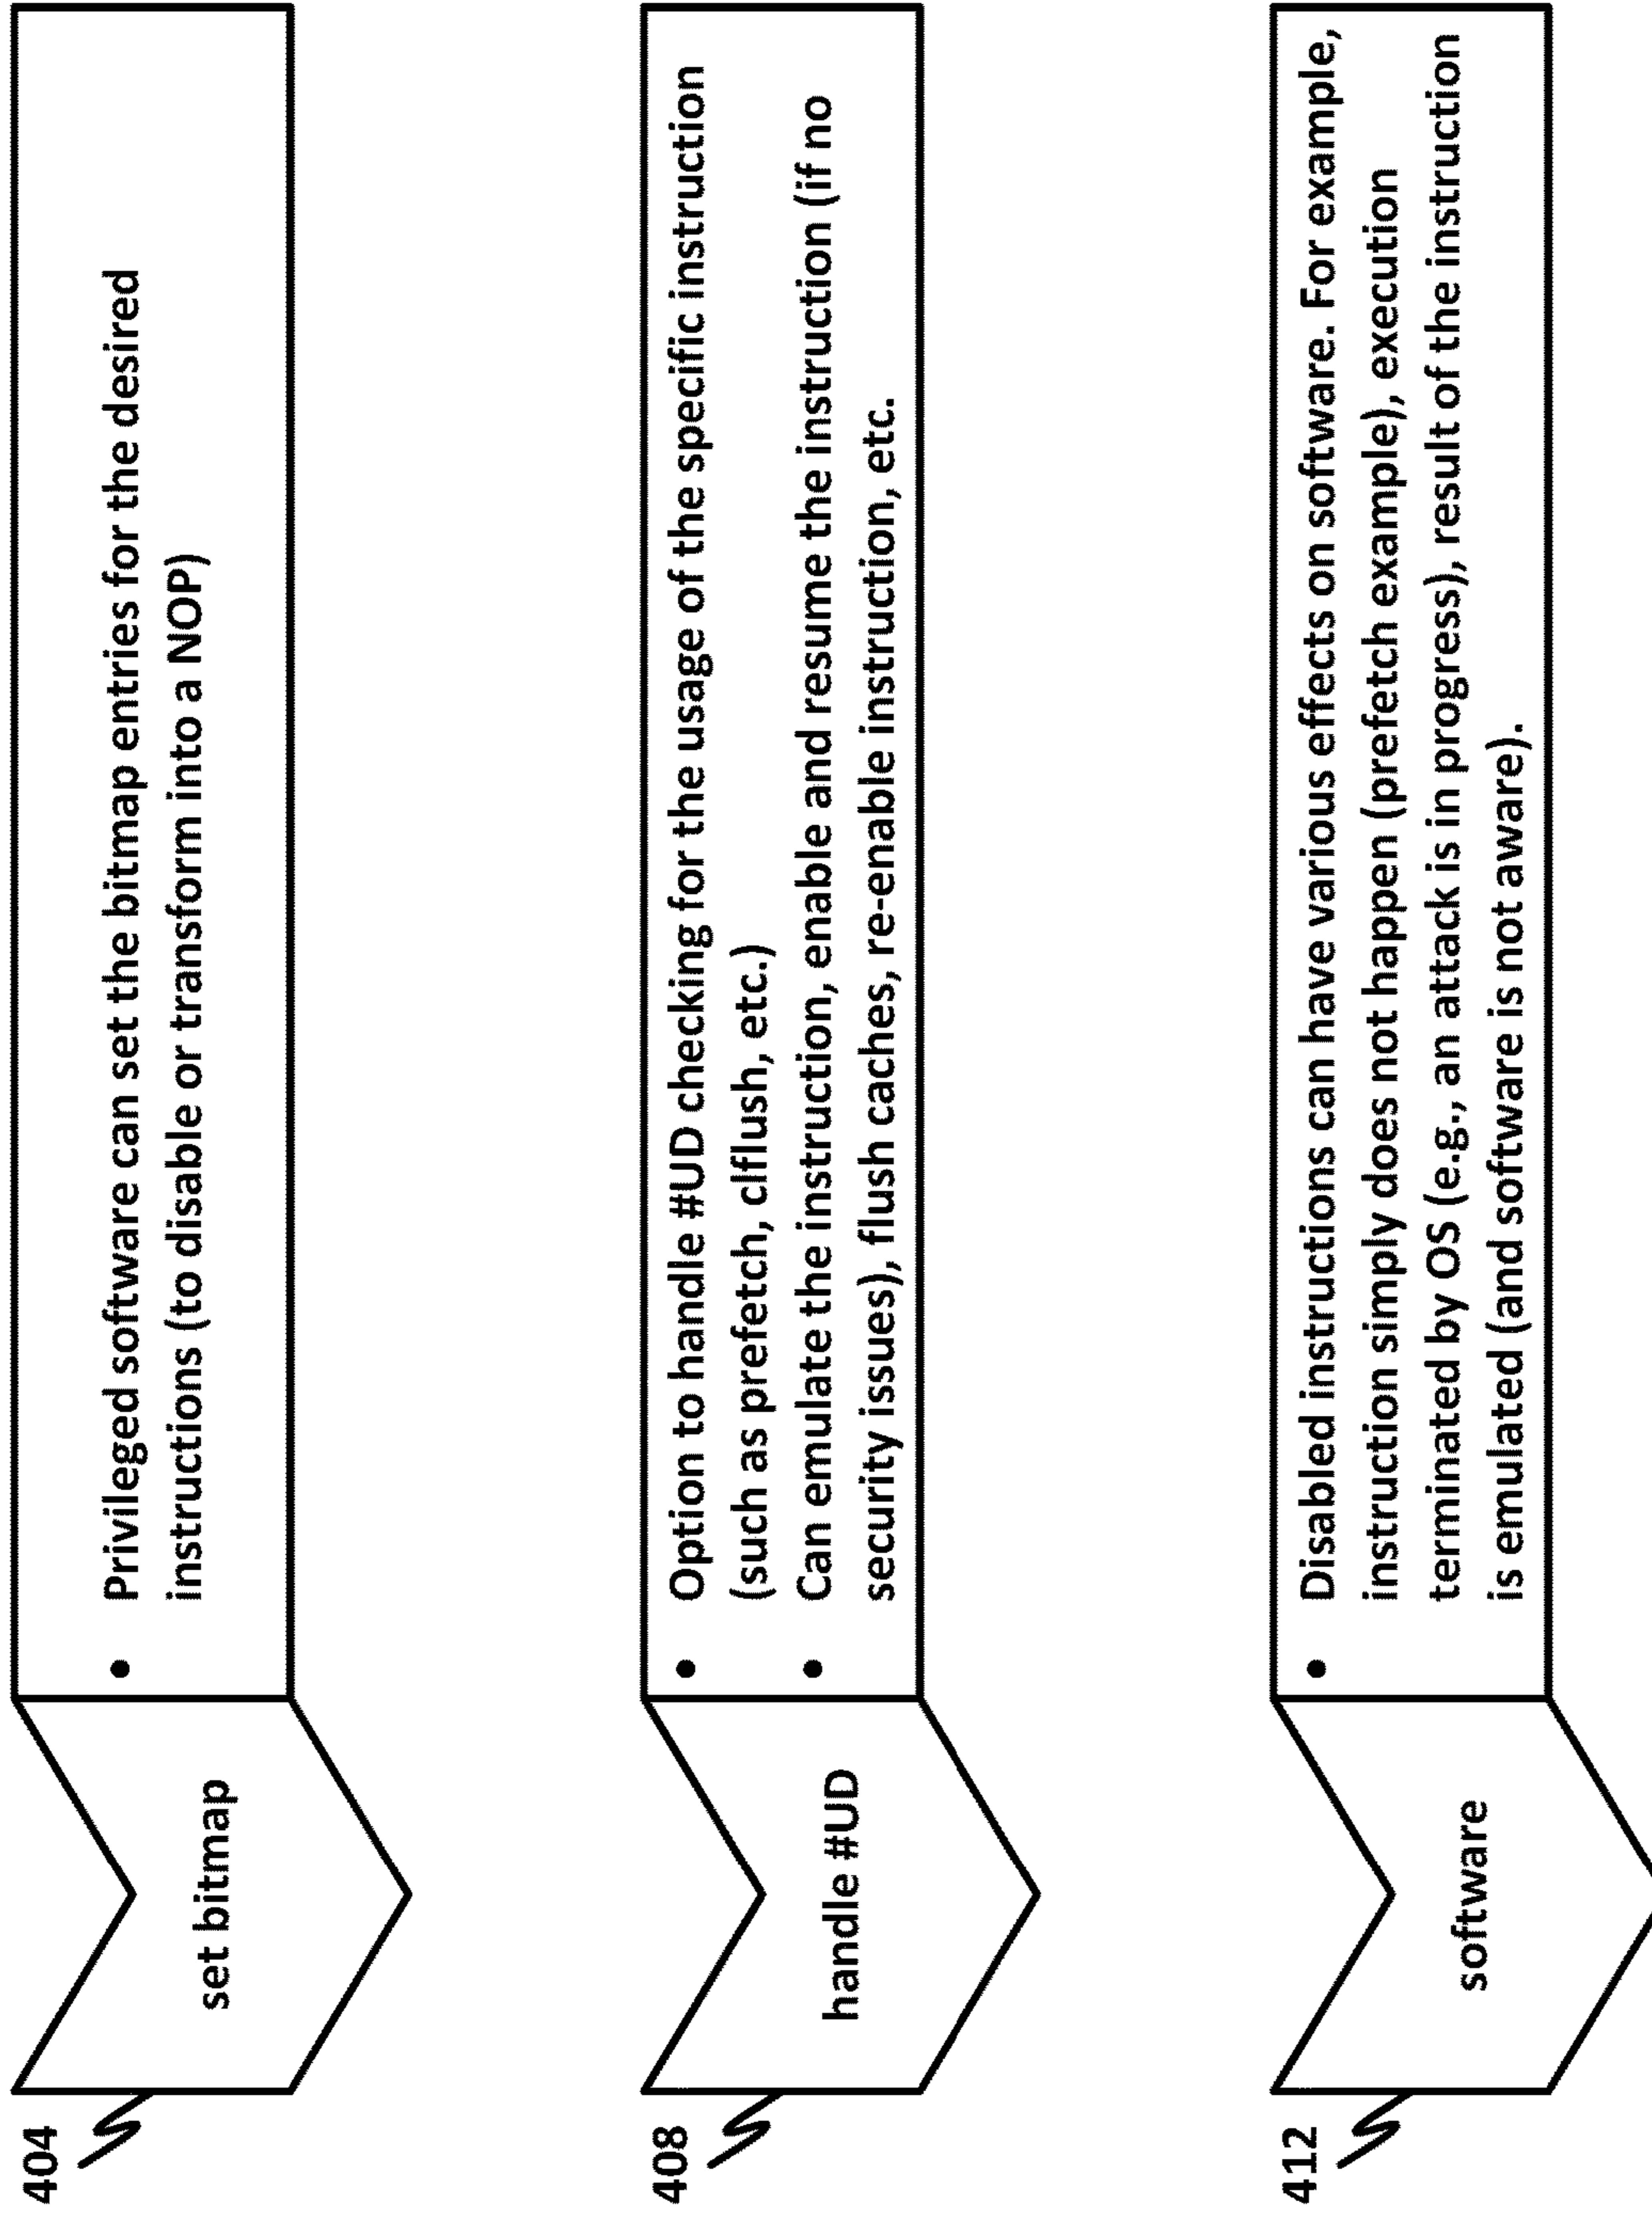 404
set bitmap
• Privileged software can set the bitmap entries for the desired
instructions (to disable or transform into a NOP)
408
handle #UD
• Option to handle #UD checking for the usage of the specific instruction
(such as prefetch, clflush, etc.)
• Can emulate the instruction, enable and resume the instruction (if no
security issues), flush caches, re-enable instruction, etc.
412
software
• Disabled instructions can have various effects on software. For example,
instruction simply does not happen (prefetch example), execution
terminated by OS (e.g., an attack is in progress), result of the instruction
is emulated (and software is not aware).